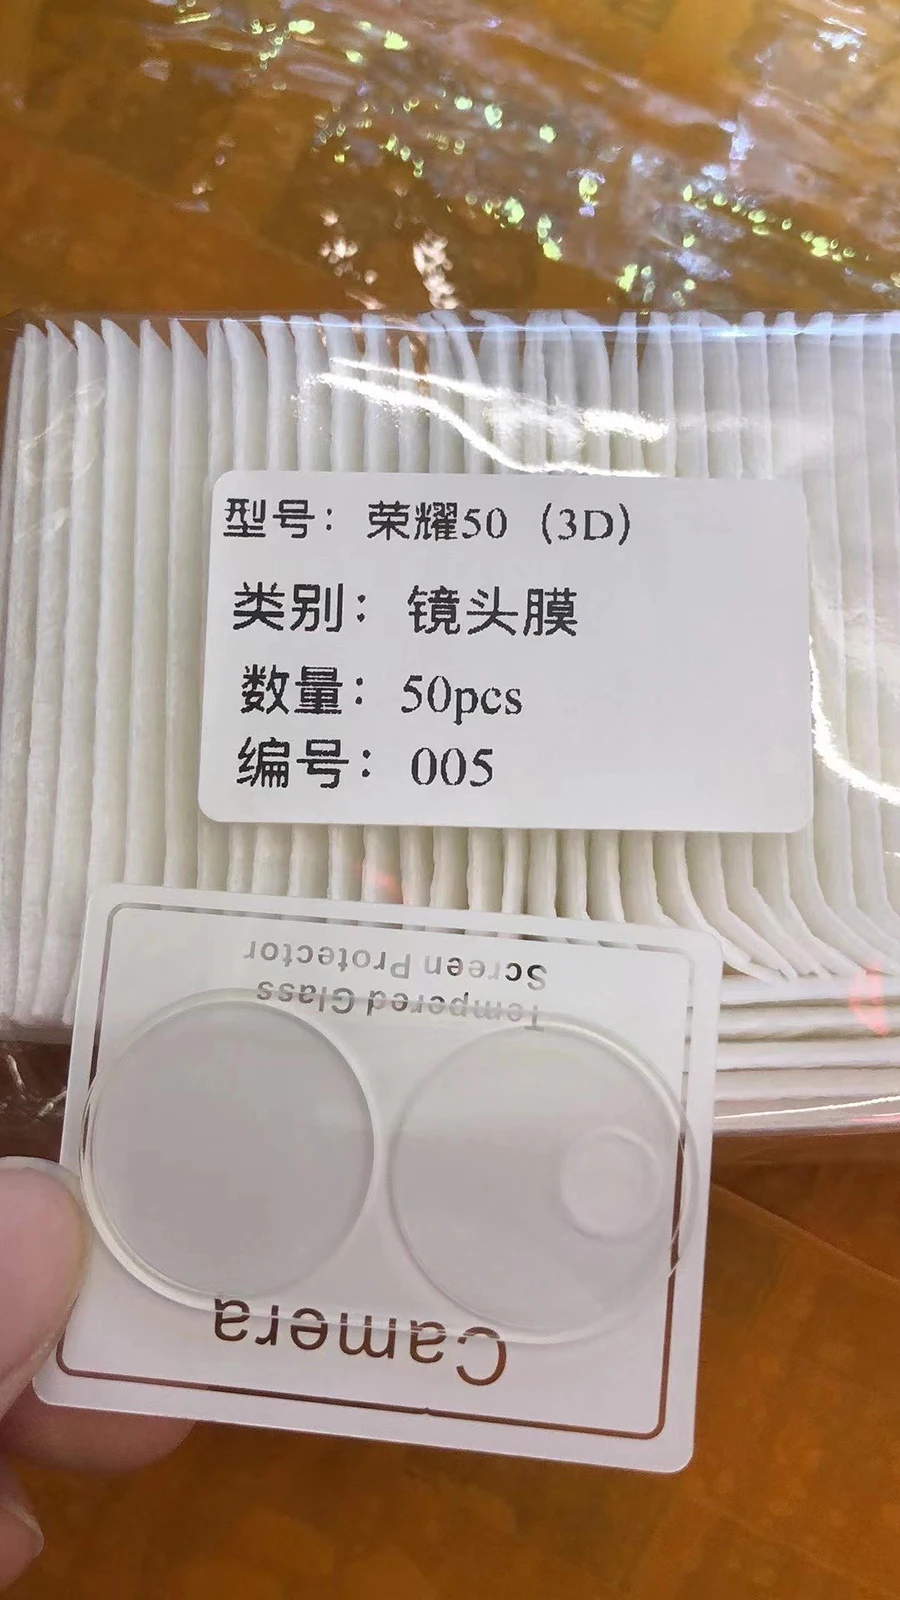 型号：荣耀50（3D）
类别：镜头膜
数量：50pcs
编号：005
Camera
Tempered Glass
Screen Protector